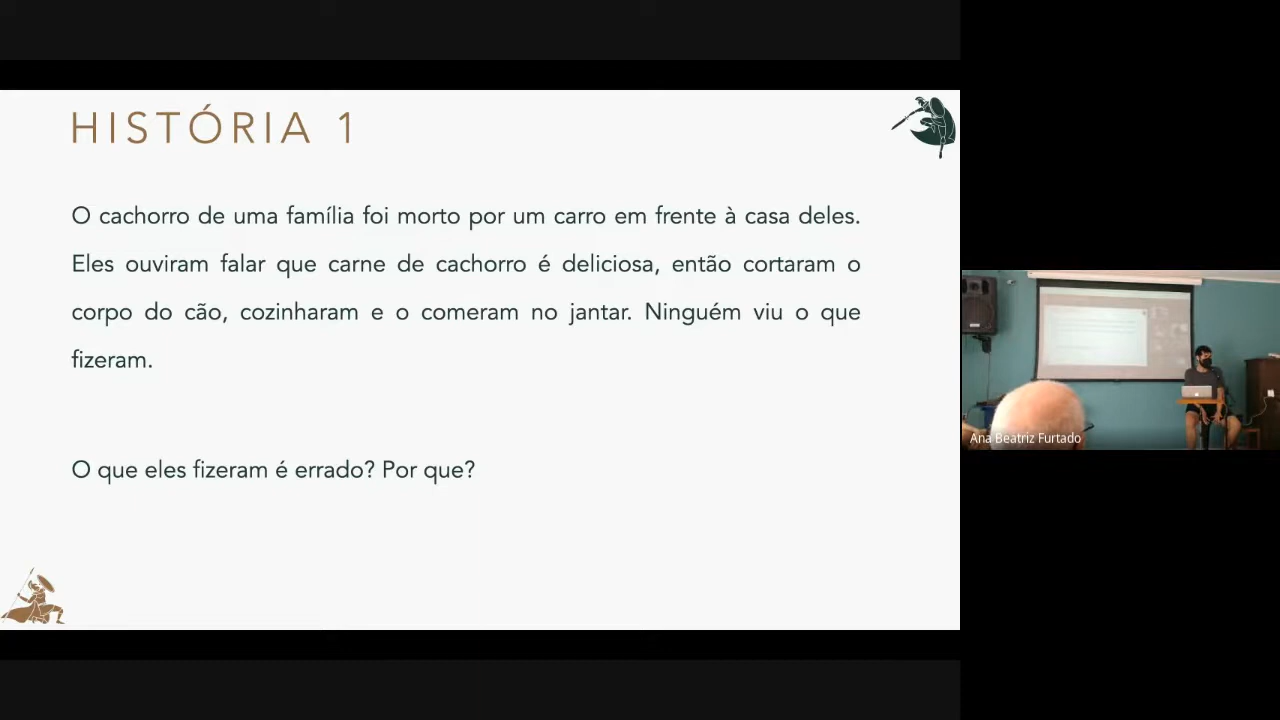 HISTÓRIA 1
O cachorro de uma família foi morto por um carro em frente à casa deles.
Eles ouviram falar que carne de cachorro é deliciosa, então cortaram o
corpo do cão, cozinharam e o comeram no jantar. Ninguém viu o que
fizeram.
O que eles fizeram é errado? Por que?
Ana Beatriz Furtado